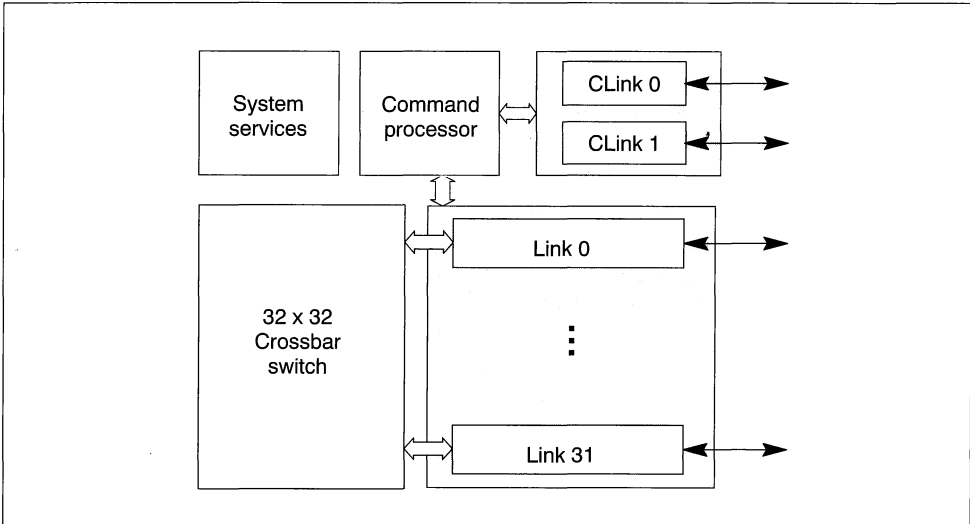 System
services
Command
processor
CLink 0
CLink 1
32 x 32
Crossbar
switch
Link 0
Link 31